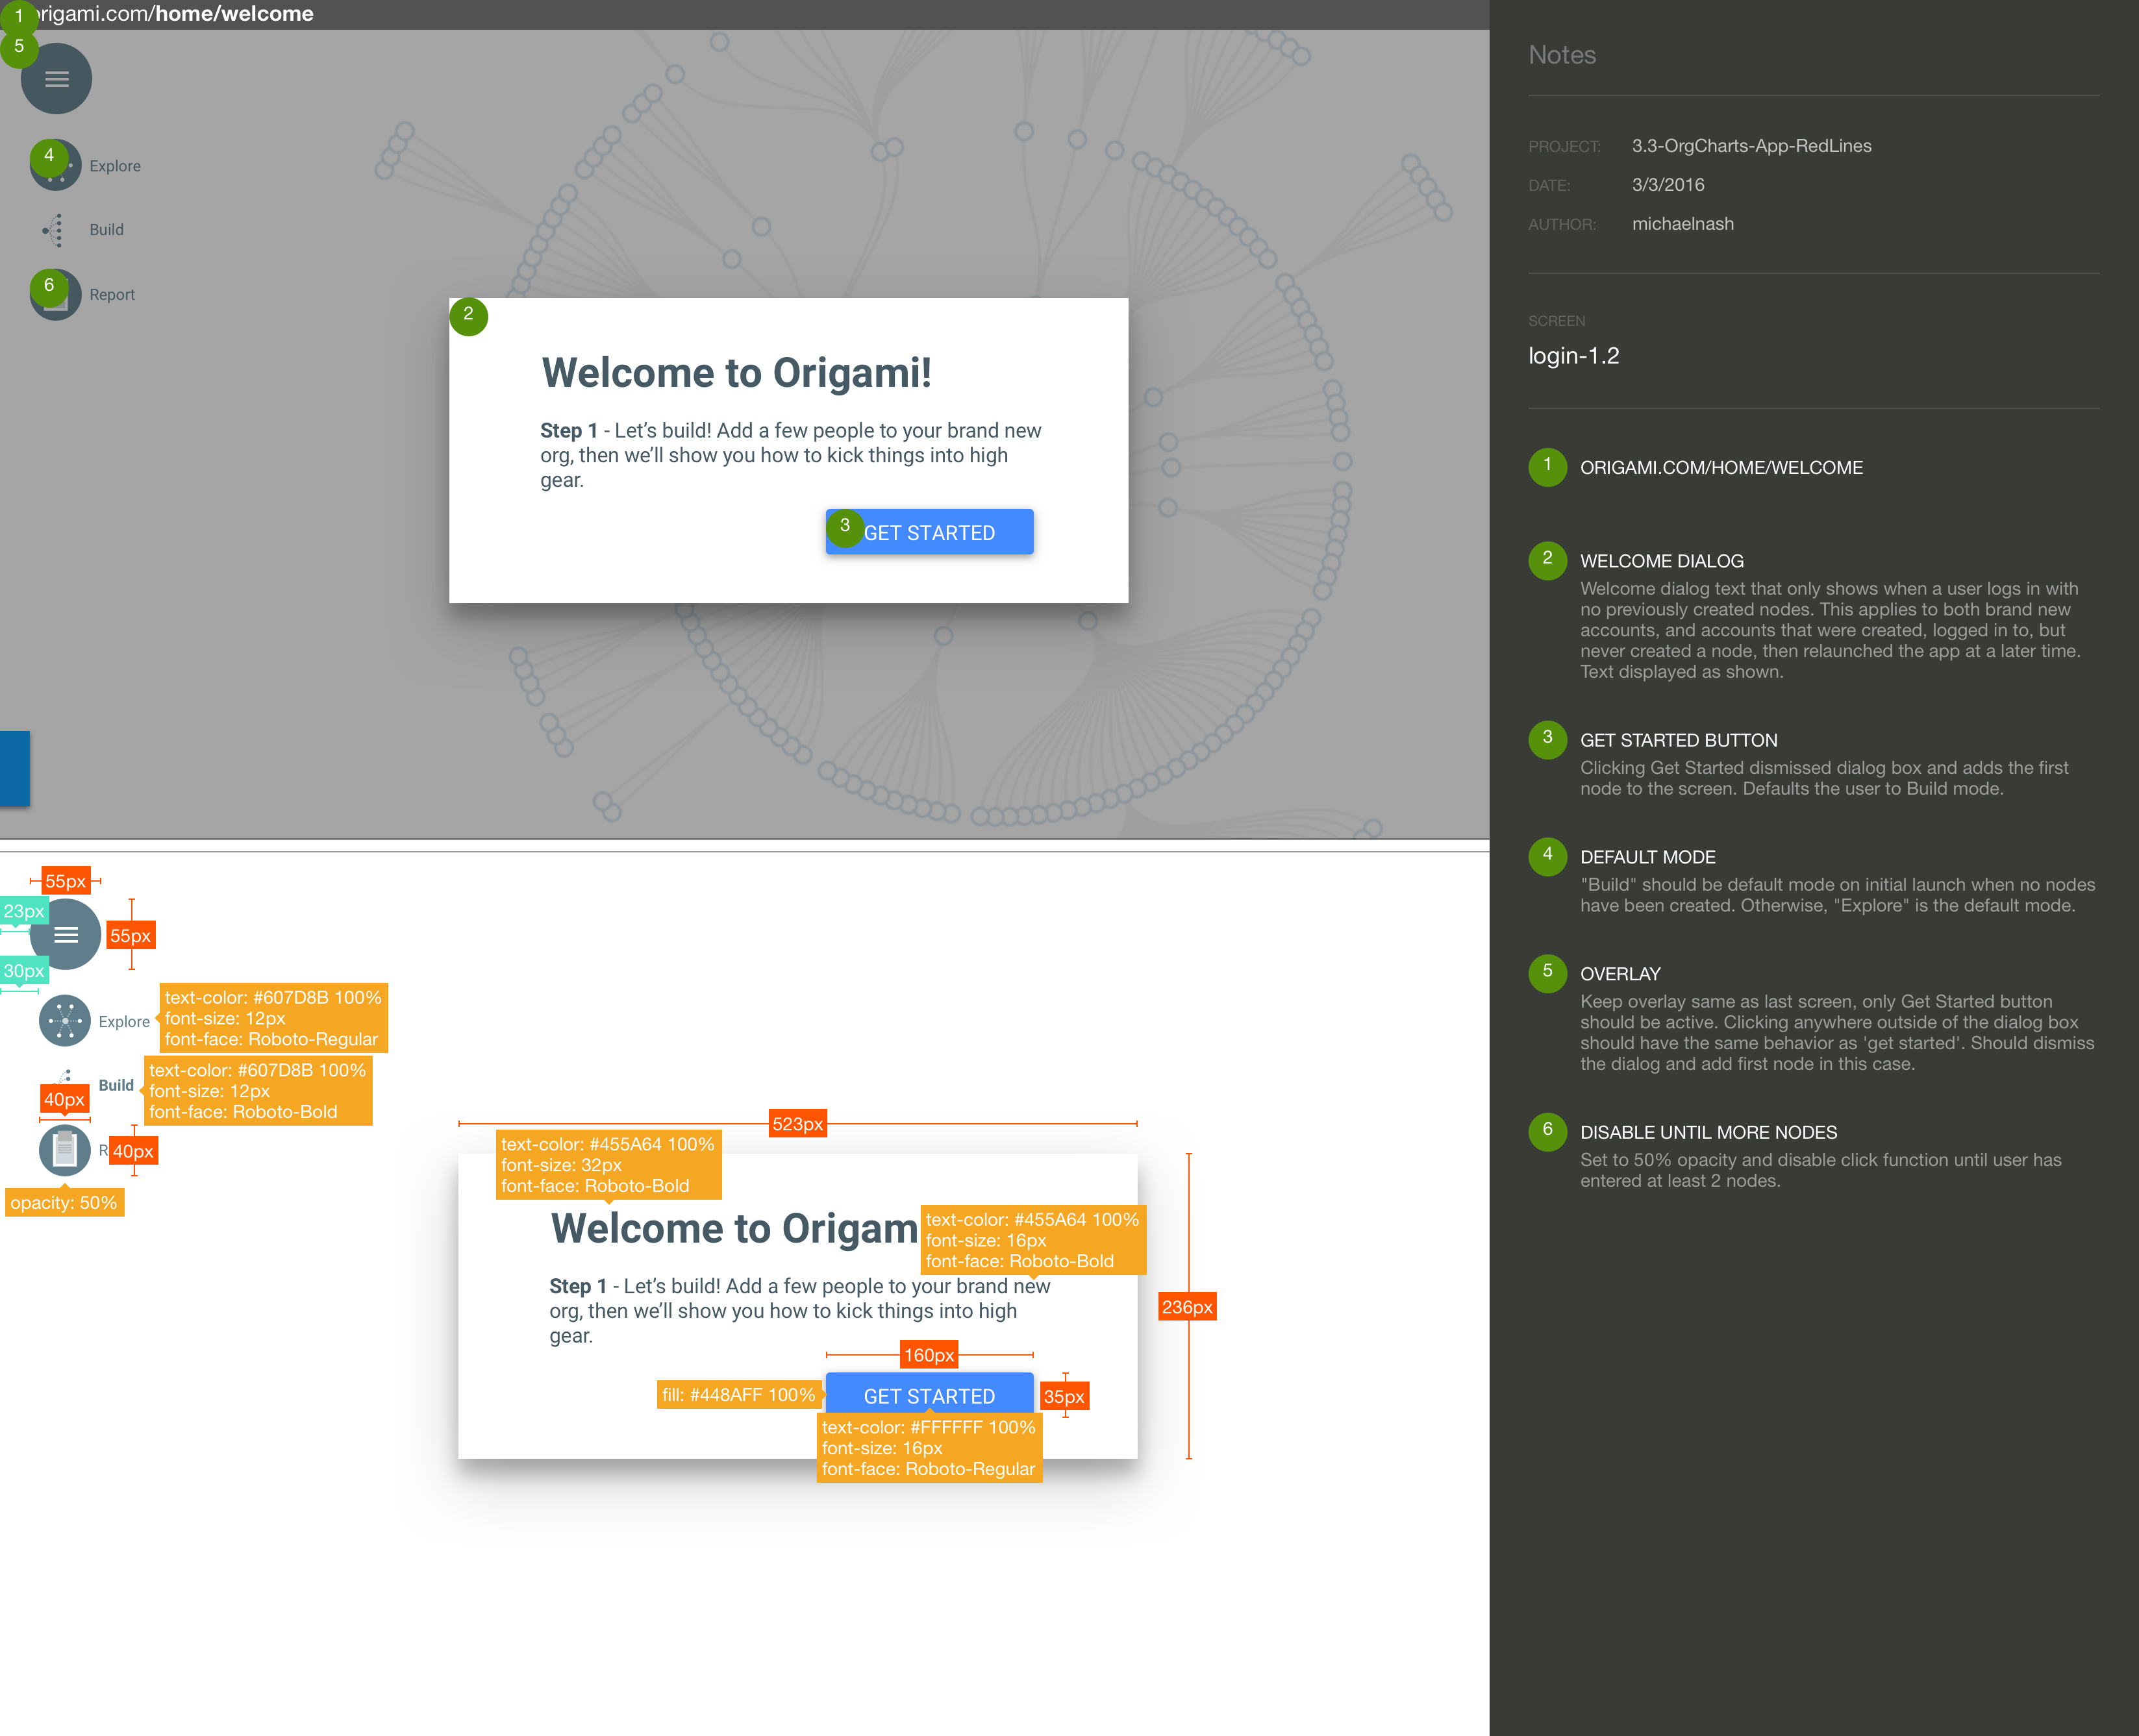 1
origami.com/home/welcome
5
4
Explore
Build
6
Report
2
Welcome to Origami!
Step 1 - Let’s build! Add a few people to your brand new
org, then we’ll show you how to kick things into high
gear.
3
GET STARTED
55px
23px
55px
30px
Explore
text-color: #607D8B 100%
font-size: 12px
font-face: Roboto-Regular
Build
text-color: #607D8B 100%
font-size: 12px
font-face: Roboto-Bold
40px
R
40px
opacity: 50%
523px
text-color: #455A64 100%
font-size: 32px
font-face: Roboto-Bold
Welcome to Origam
text-color: #455A64 100%
font-size: 16px
font-face: Roboto-Bold
Step 1 - Let’s build! Add a few people to your brand new
org, then we’ll show you how to kick things into high
gear.
236px
160px
fill: #448AFF 100%
GET STARTED
35px
text-color: #FFFFFF 100%
font-size: 16px
font-face: Roboto-Regular
Notes
PROJECT: 3.3-OrgCharts-App-RedLines
DATE: 3/3/2016
AUTHOR: michaelnash
SCREEN
login-1.2
1 ORIGAMI.COM/HOME/WELCOME
2 WELCOME DIALOG
Welcome dialog text that only shows when a user logs in with
no previously created nodes. This applies to both brand new
accounts, and accounts that were created, logged in to, but
never created a node, then relaunched the app at a later time.
Text displayed as shown.
3 GET STARTED BUTTON
Clicking Get Started dismissed dialog box and adds the first
node to the screen. Defaults the user to Build mode.
4 DEFAULT MODE
"Build" should be default mode on initial launch when no nodes
have been created. Otherwise, "Explore" is the default mode.
5 OVERLAY
Keep overlay same as last screen, only Get Started button
should be active. Clicking anywhere outside of the dialog box
should have the same behavior as 'get started'. Should dismiss
the dialog and add first node in this case.
6 DISABLE UNTIL MORE NODES
Set to 50% opacity and disable click function until user has
entered at least 2 nodes.